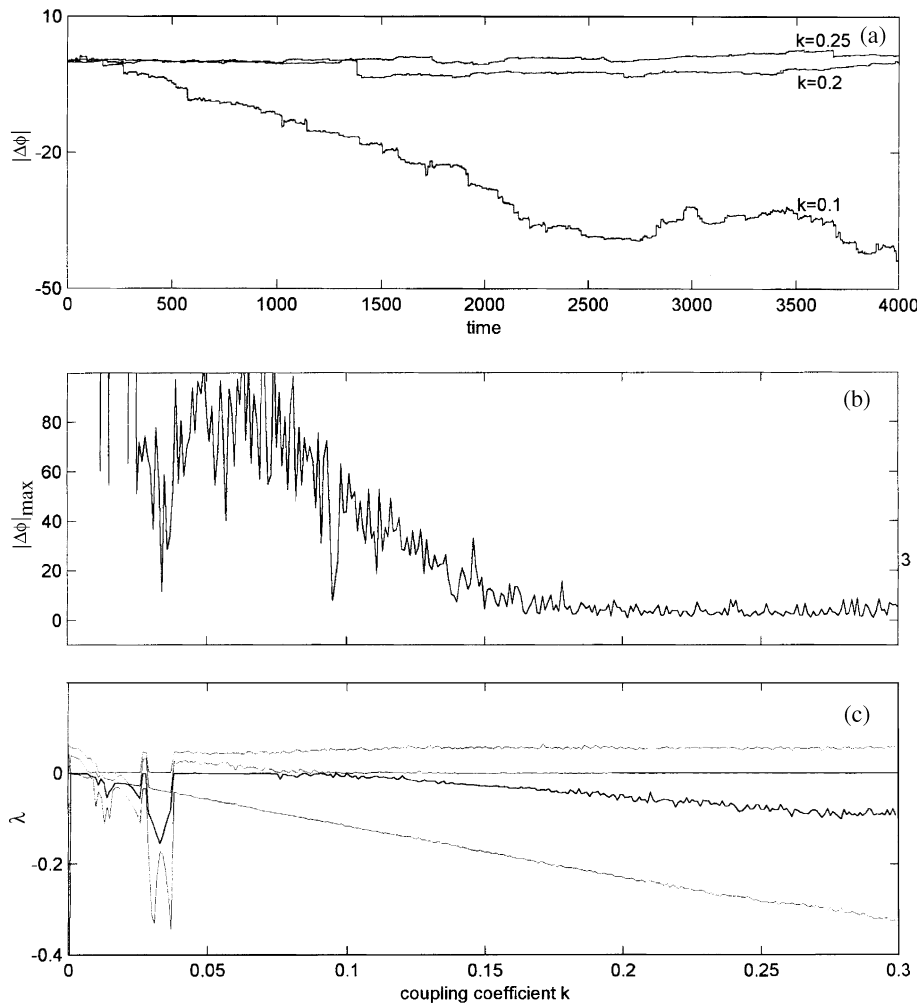 10
(a)
k=0.25
k=0.2
|Δϕ|
-20
k=0.1
-50
0 500 1000 1500 2000 2500 3000 3500 4000
time
(b)
80
60
|Δϕ|max
40
20
0
3
(c)
0
λ
-0.2
-0.4
0 0.05 0.1 0.15 0.2 0.25 0.3
coupling coefficient k